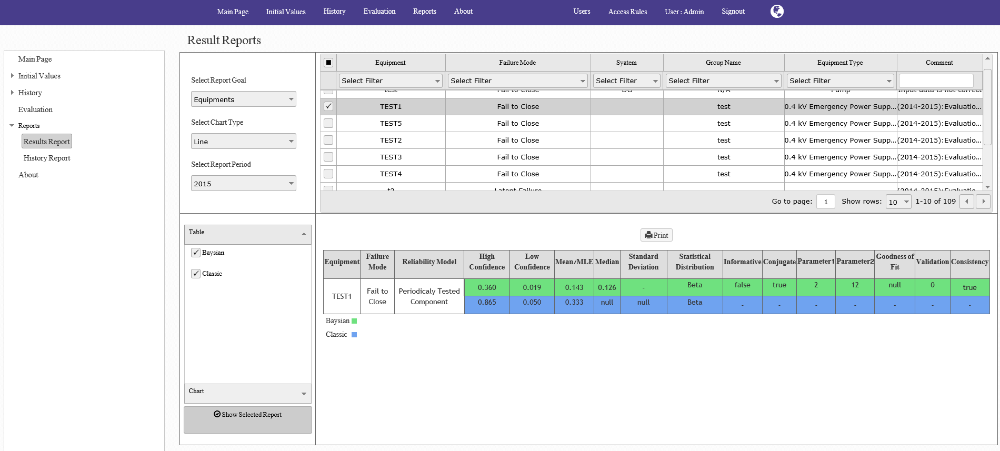 Main Page Initial Values History Evaluation Reports About Users Access Rules User : Admin Signout
Result Reports
Main Page
Initial Values
History
Evaluation
Reports
Results Report
History Report
About
Select Report Goal
Equipments
Select Chart Type
Line
Select Report Period
2015
Equipment Failure Mode Syatem Group Name Equipment Type Comment
Select Filter Select Filter Select Filter Select Filter Select Filter
test Fail to Close DG N/A Pump Input data is not correct
TEST1 Fail to Close test 0.4 kV Emergency Power Supp... (2014-2015):Evaluatio...
TEST5 Fail to Close test 0.4 kV Emergency Power Supp... (2014-2015):Evaluatio...
TEST2 Fail to Close test 0.4 kV Emergency Power Supp... (2014-2015):Evaluatio...
TEST3 Fail to Close test 0.4 kV Emergency Power Supp... (2014-2015):Evaluatio...
TEST4 Fail to Close test 0.4 kV Emergency Power Supp... (2014-2015):Evaluatio...
t2 Latent Failure (2014-2015):Evaluatio...
Go to page: 1 Show rows: 10 1-10 of 109
Table
Baysian
Classic
Chart
Show Selected Report
Print
Equipment Failure Mode Reliability Model High Confidence Low Confidence Mean/MLE Median Standard Deviation Statistical Distribution Informative Conjugate Parameter1 Parameter2 Goodness of Fit Validation Consistency
TEST1 Fail to Close Periodicaly Tested Component 0.360 0.019 0.143 0.126 - Beta false true 2 12 null 0 true
0.865 0.050 0.333 null null Beta - - - - - - -
Baysian
Classic